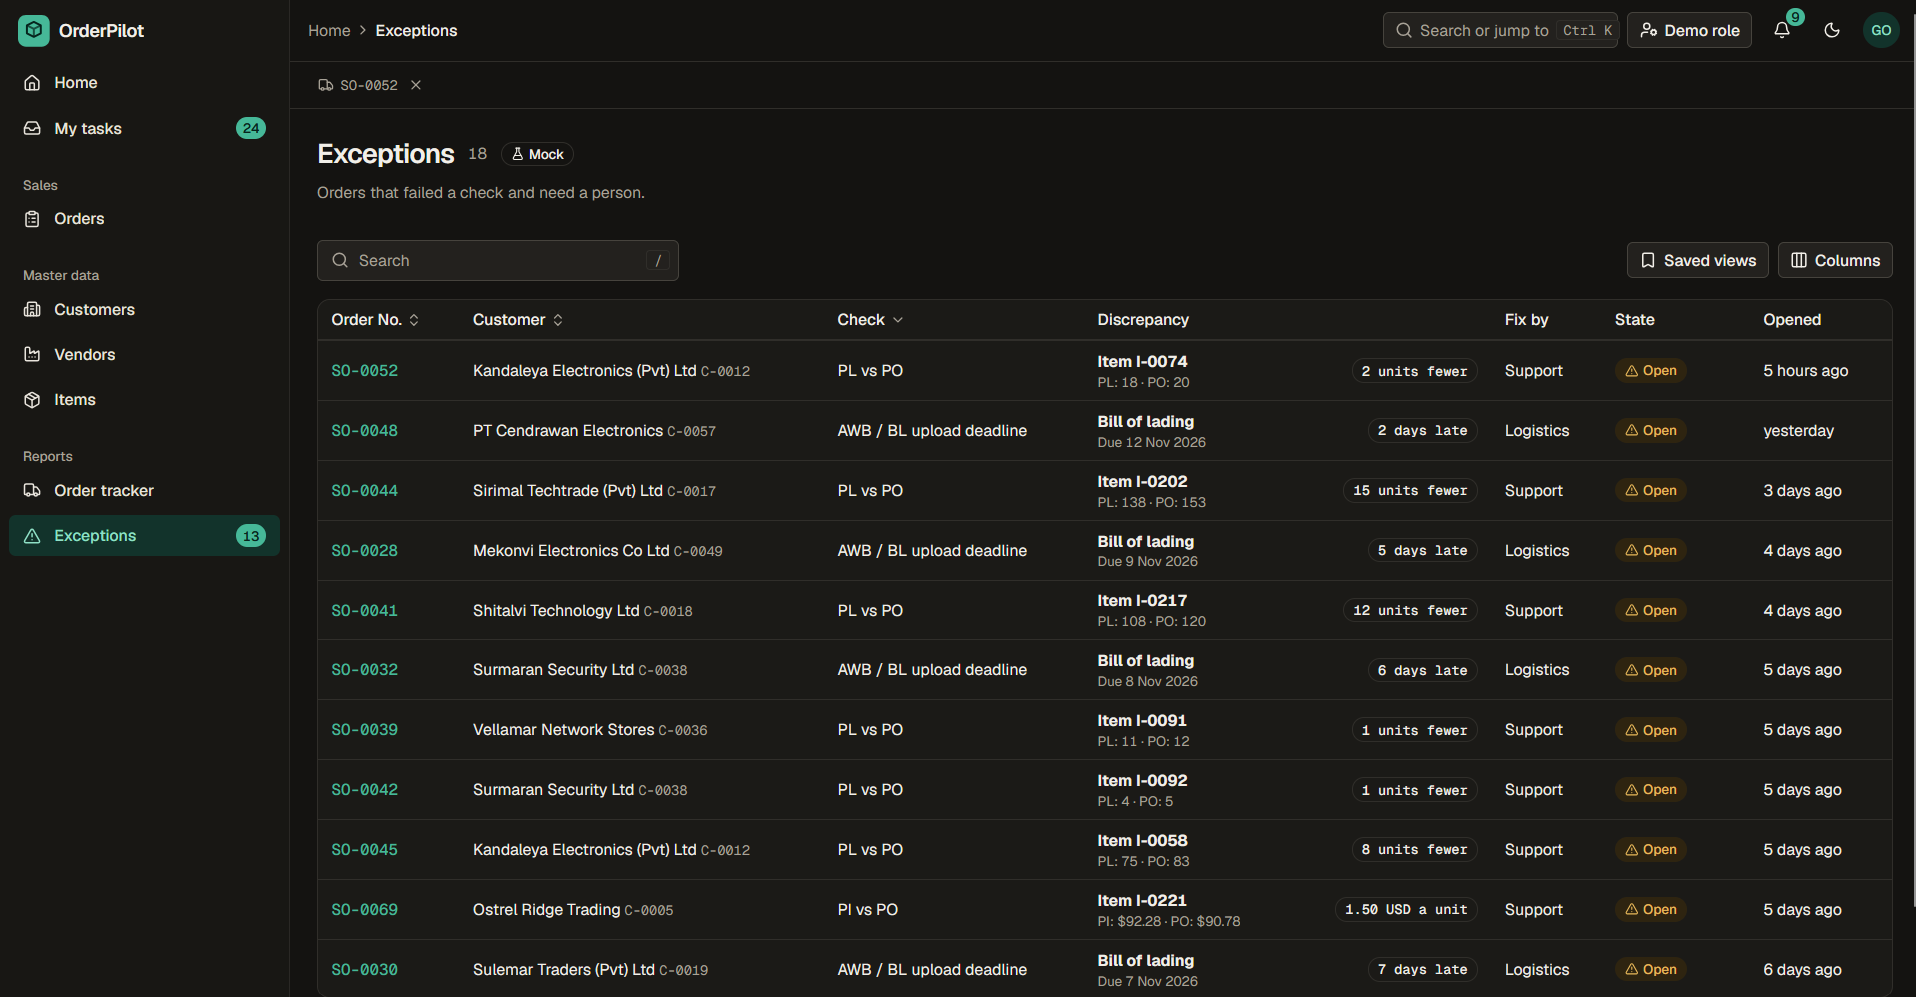 OrderPilot
Home > Exceptions
Search or jump to Ctrl K
Demo role
9
GO
Home
My tasks 24
Sales
Orders
Master data
Customers
Vendors
Items
Reports
Order tracker
Exceptions 13
SO-0052 ×
Exceptions 18 Mock
Orders that failed a check and need a person.
Search /
Saved views
Columns
Order No. Customer Check Discrepancy Fix by State Opened
SO-0052 Kandaleya Electronics (Pvt) Ltd C-0012 PL vs PO Item I-0074 2 units fewer Support Open 5 hours ago
PL: 18 · PO: 20
SO-0048 PT Cendrawan Electronics C-0057 AWB / BL upload deadline Bill of lading 2 days late Logistics Open yesterday
Due 12 Nov 2026
SO-0044 Sirimal Techtrade (Pvt) Ltd C-0017 PL vs PO Item I-0202 15 units fewer Support Open 3 days ago
PL: 138 · PO: 153
SO-0028 Mekonvi Electronics Co Ltd C-0049 AWB / BL upload deadline Bill of lading 5 days late Logistics Open 4 days ago
Due 9 Nov 2026
SO-0041 Shitalvi Technology Ltd C-0018 PL vs PO Item I-0217 12 units fewer Support Open 4 days ago
PL: 108 · PO: 120
SO-0032 Surmaran Security Ltd C-0038 AWB / BL upload deadline Bill of lading 6 days late Logistics Open 5 days ago
Due 8 Nov 2026
SO-0039 Vellamar Network Stores C-0036 PL vs PO Item I-0091 1 units fewer Support Open 5 days ago
PL: 11 · PO: 12
SO-0042 Surmaran Security Ltd C-0038 PL vs PO Item I-0092 1 units fewer Support Open 5 days ago
PL: 4 · PO: 5
SO-0045 Kandaleya Electronics (Pvt) Ltd C-0012 PL vs PO Item I-0058 8 units fewer Support Open 5 days ago
PL: 75 · PO: 83
SO-0069 Ostrel Ridge Trading C-0005 PI vs PO Item I-0221 1.50 USD a unit Support Open 5 days ago
PI: $92.28 · PO: $90.78
SO-0030 Sulemar Traders (Pvt) Ltd C-0019 AWB / BL upload deadline Bill of lading 7 days late Logistics Open 6 days ago
Due 7 Nov 2026